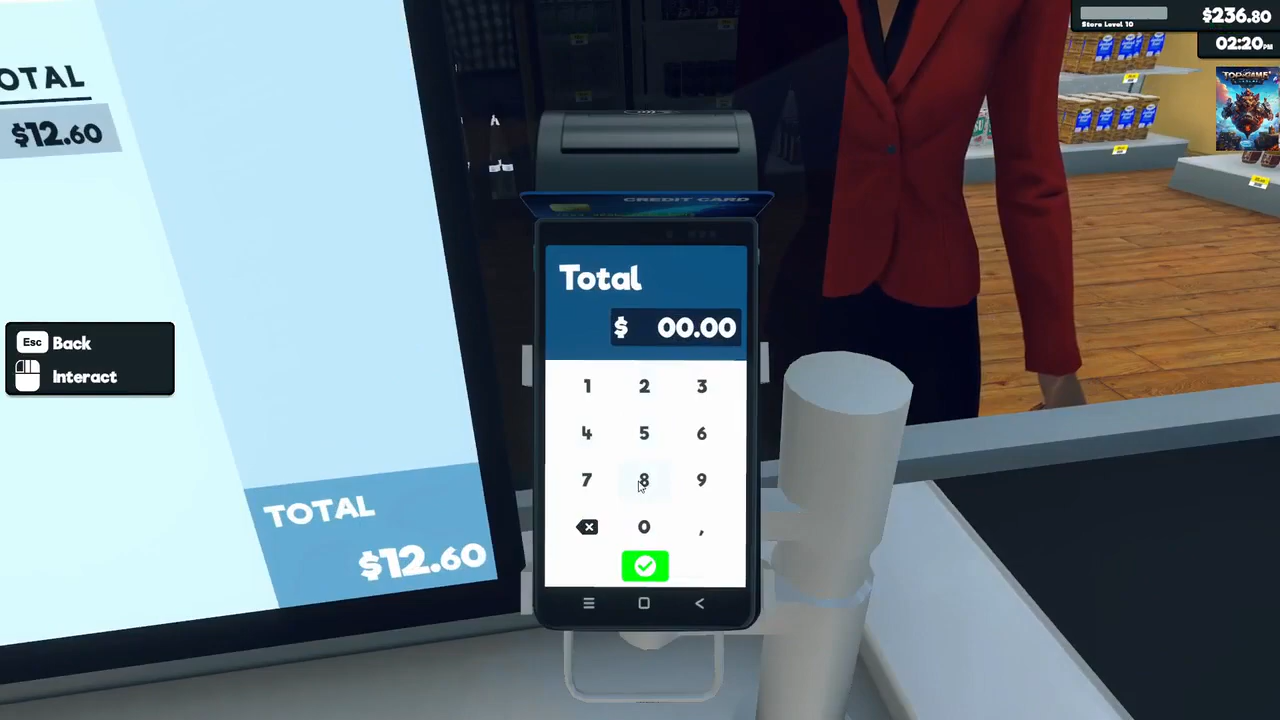 OTAL
$12.60
TOTAL
$12.60
Esc Back
Interact
CREDIT CARD
Total
$ 00.00
1 2 3
4 5 6
7 8 9
0 ,
Store Level 10
$236.80
02:20PM